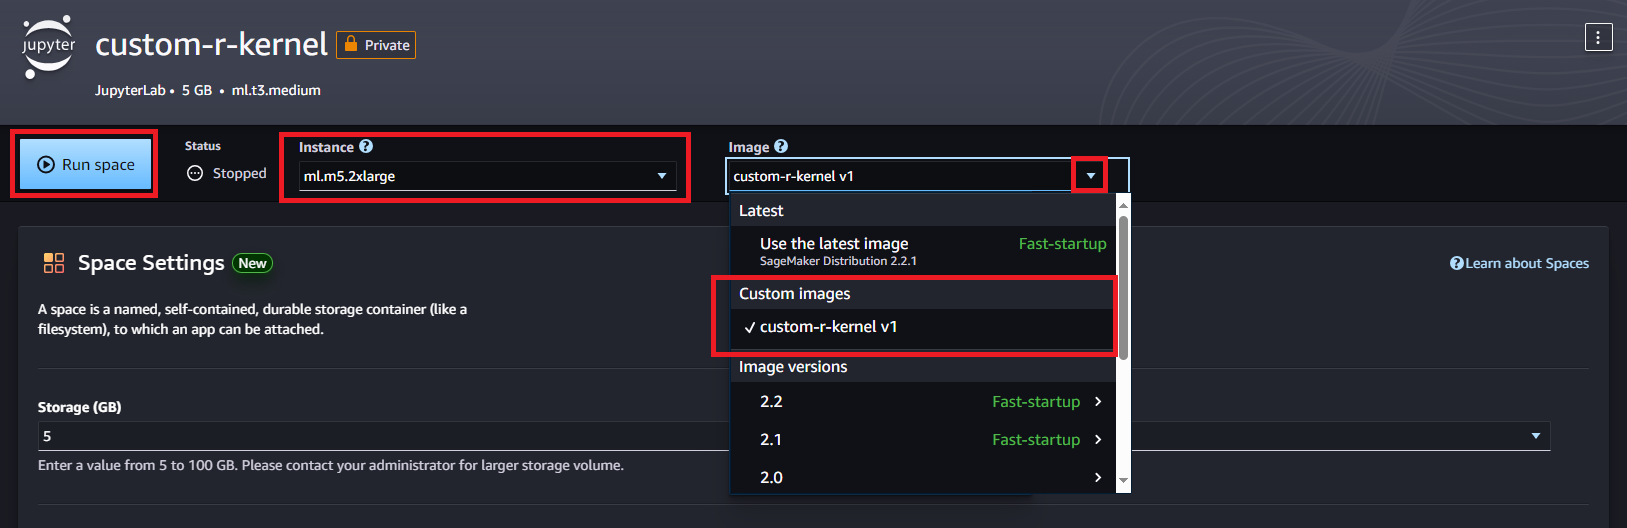 jupyter
custom-r-kernel
Private
JupyterLab • 5 GB • ml.t3.medium
Run space
Status
Stopped
Instance ?
ml.m5.2xlarge
Image ?
custom-r-kernel v1
Latest
Use the latest image Fast-startup
SageMaker Distribution 2.2.1
Custom images
✓ custom-r-kernel v1
Image versions
2.2 Fast-startup
2.1 Fast-startup
2.0
Space Settings New
? Learn about Spaces
A space is a named, self-contained, durable storage container (like a
filesystem), to which an app can be attached.
Storage (GB)
5
Enter a value from 5 to 100 GB. Please contact your administrator for larger storage volume.